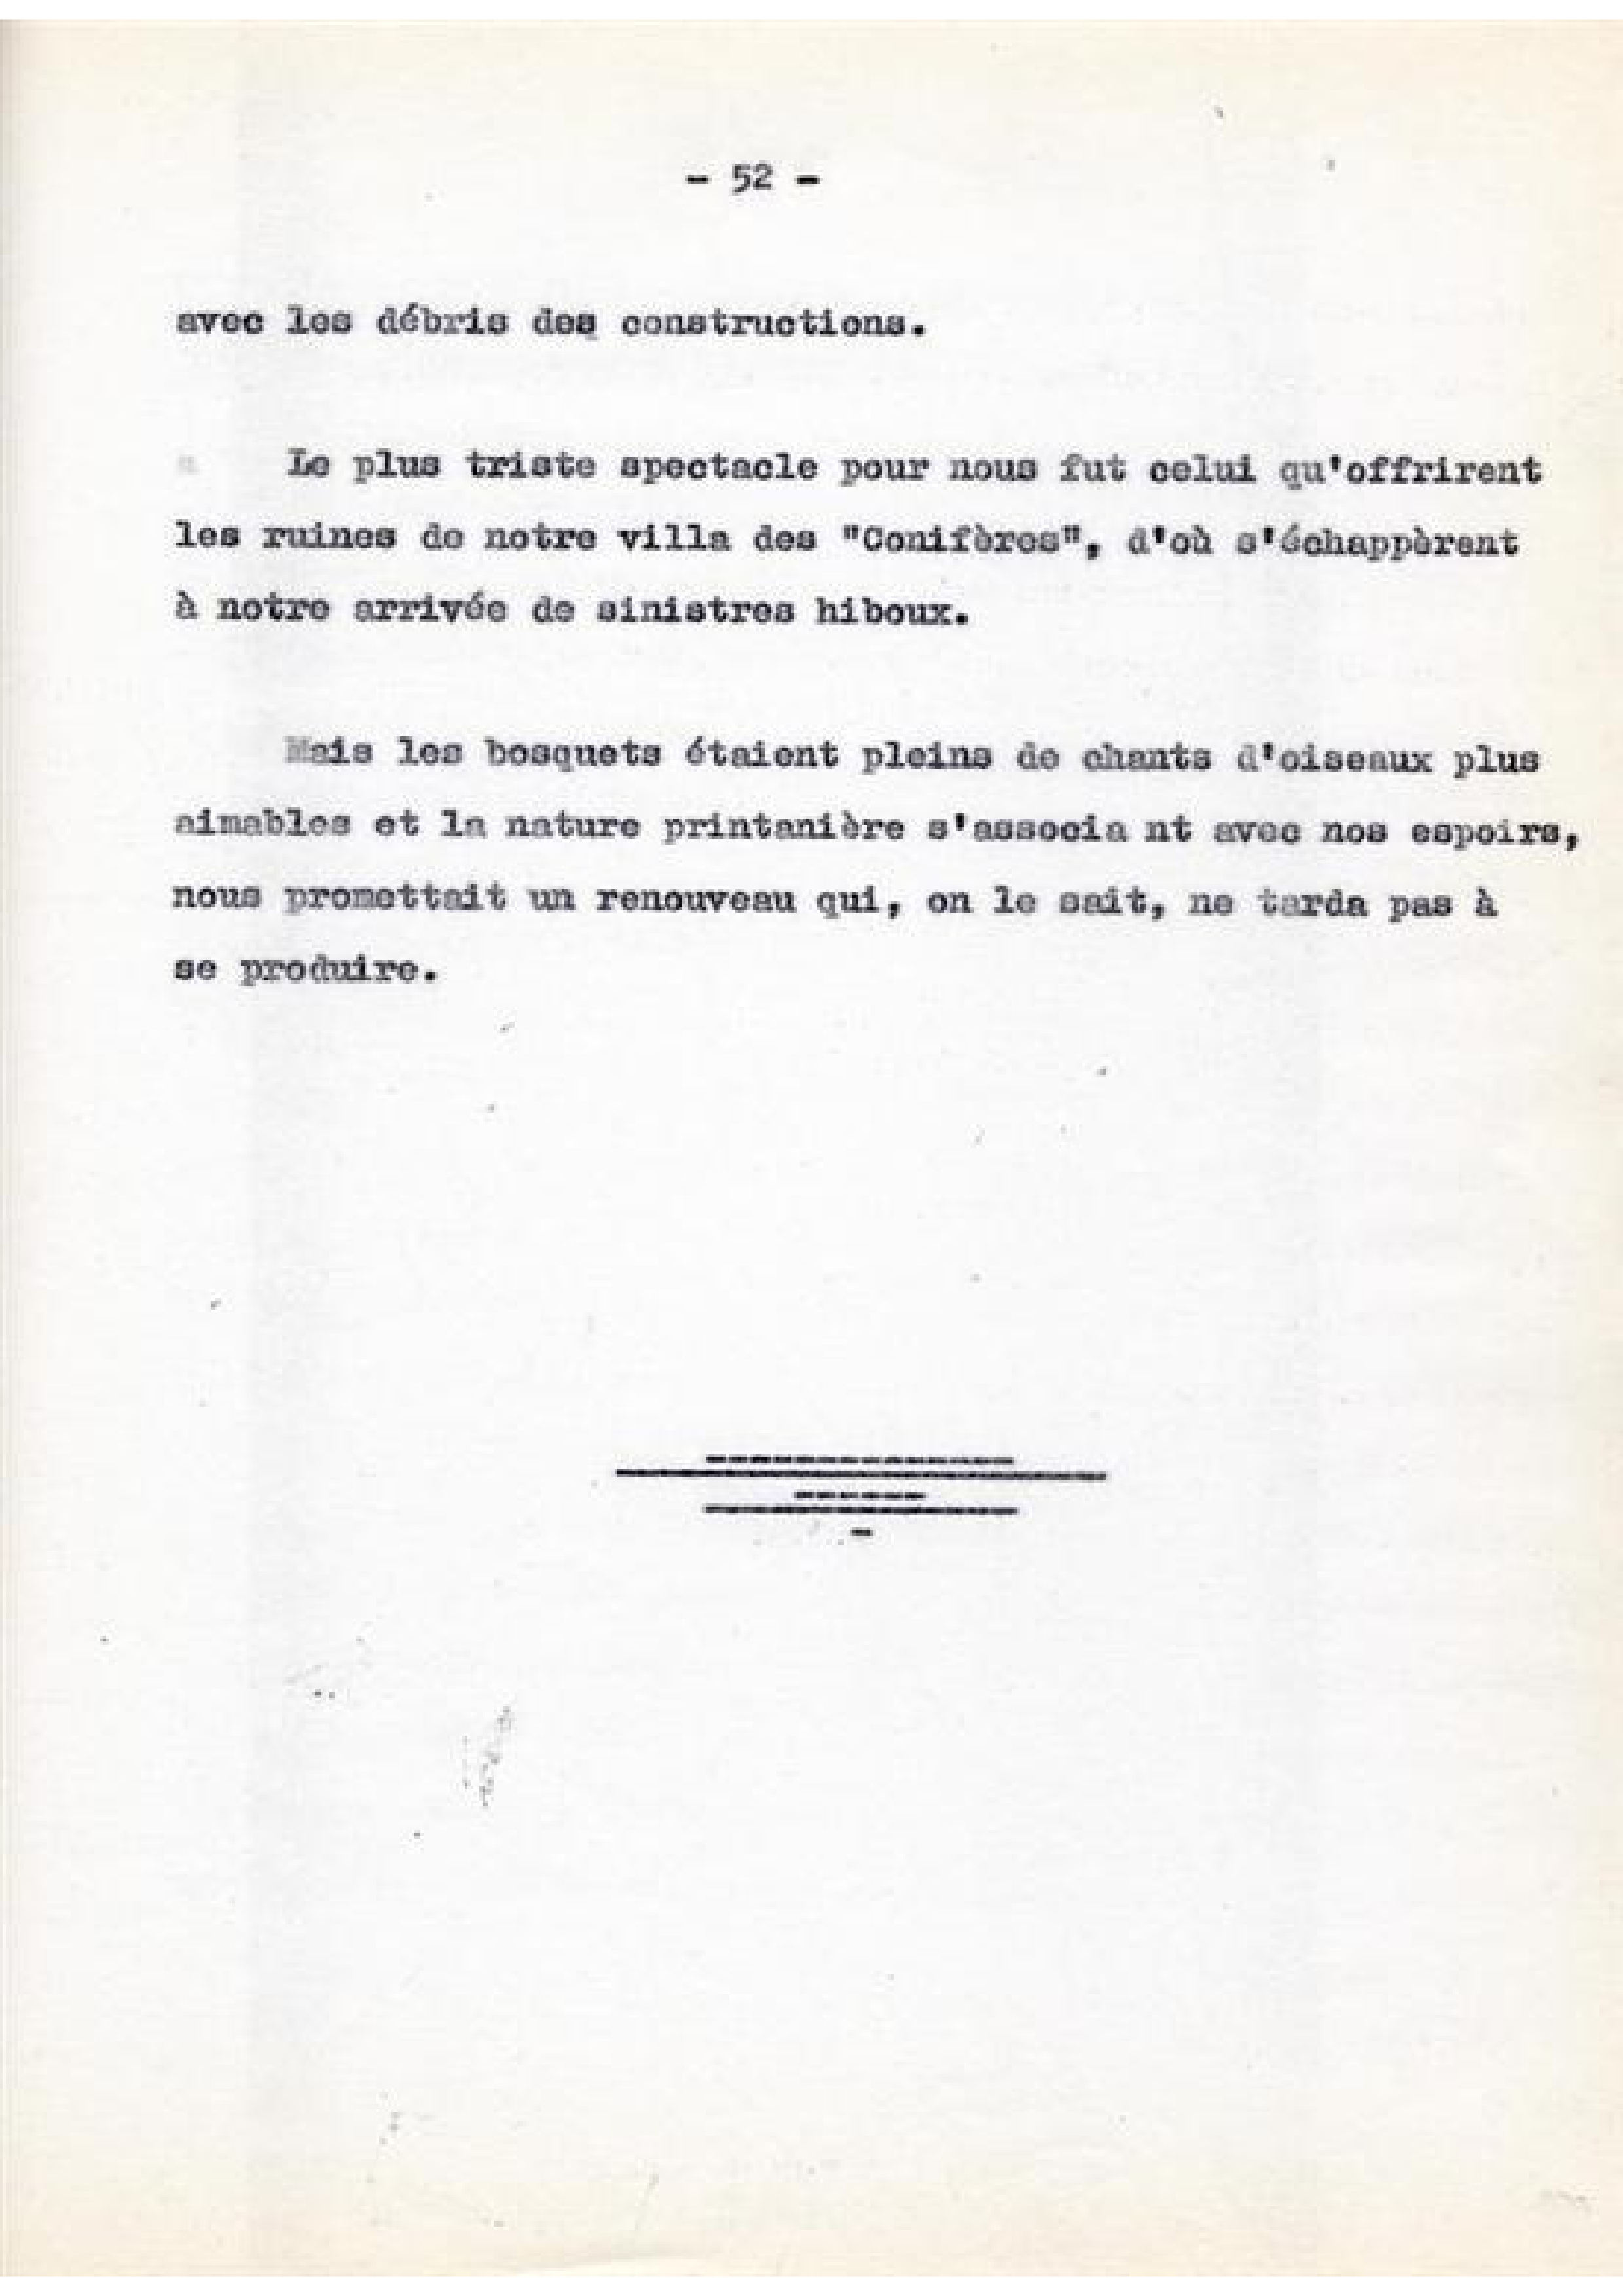 - 52 -
avec les débris des constructions.
Le plus triste spectacle pour nous fut celui qu'offrirent
les ruines de notre villa des "Conifères", d'où s'échappèrent
à notre arrivée de sinistres hiboux.
Mais les bosquets étaient pleins de chants d'oiseaux plus
aimables et la nature printanière s'associa nt avec nos espoirs,
nous promettait un renouveau qui, on le sait, ne tarda pas à
se produire.